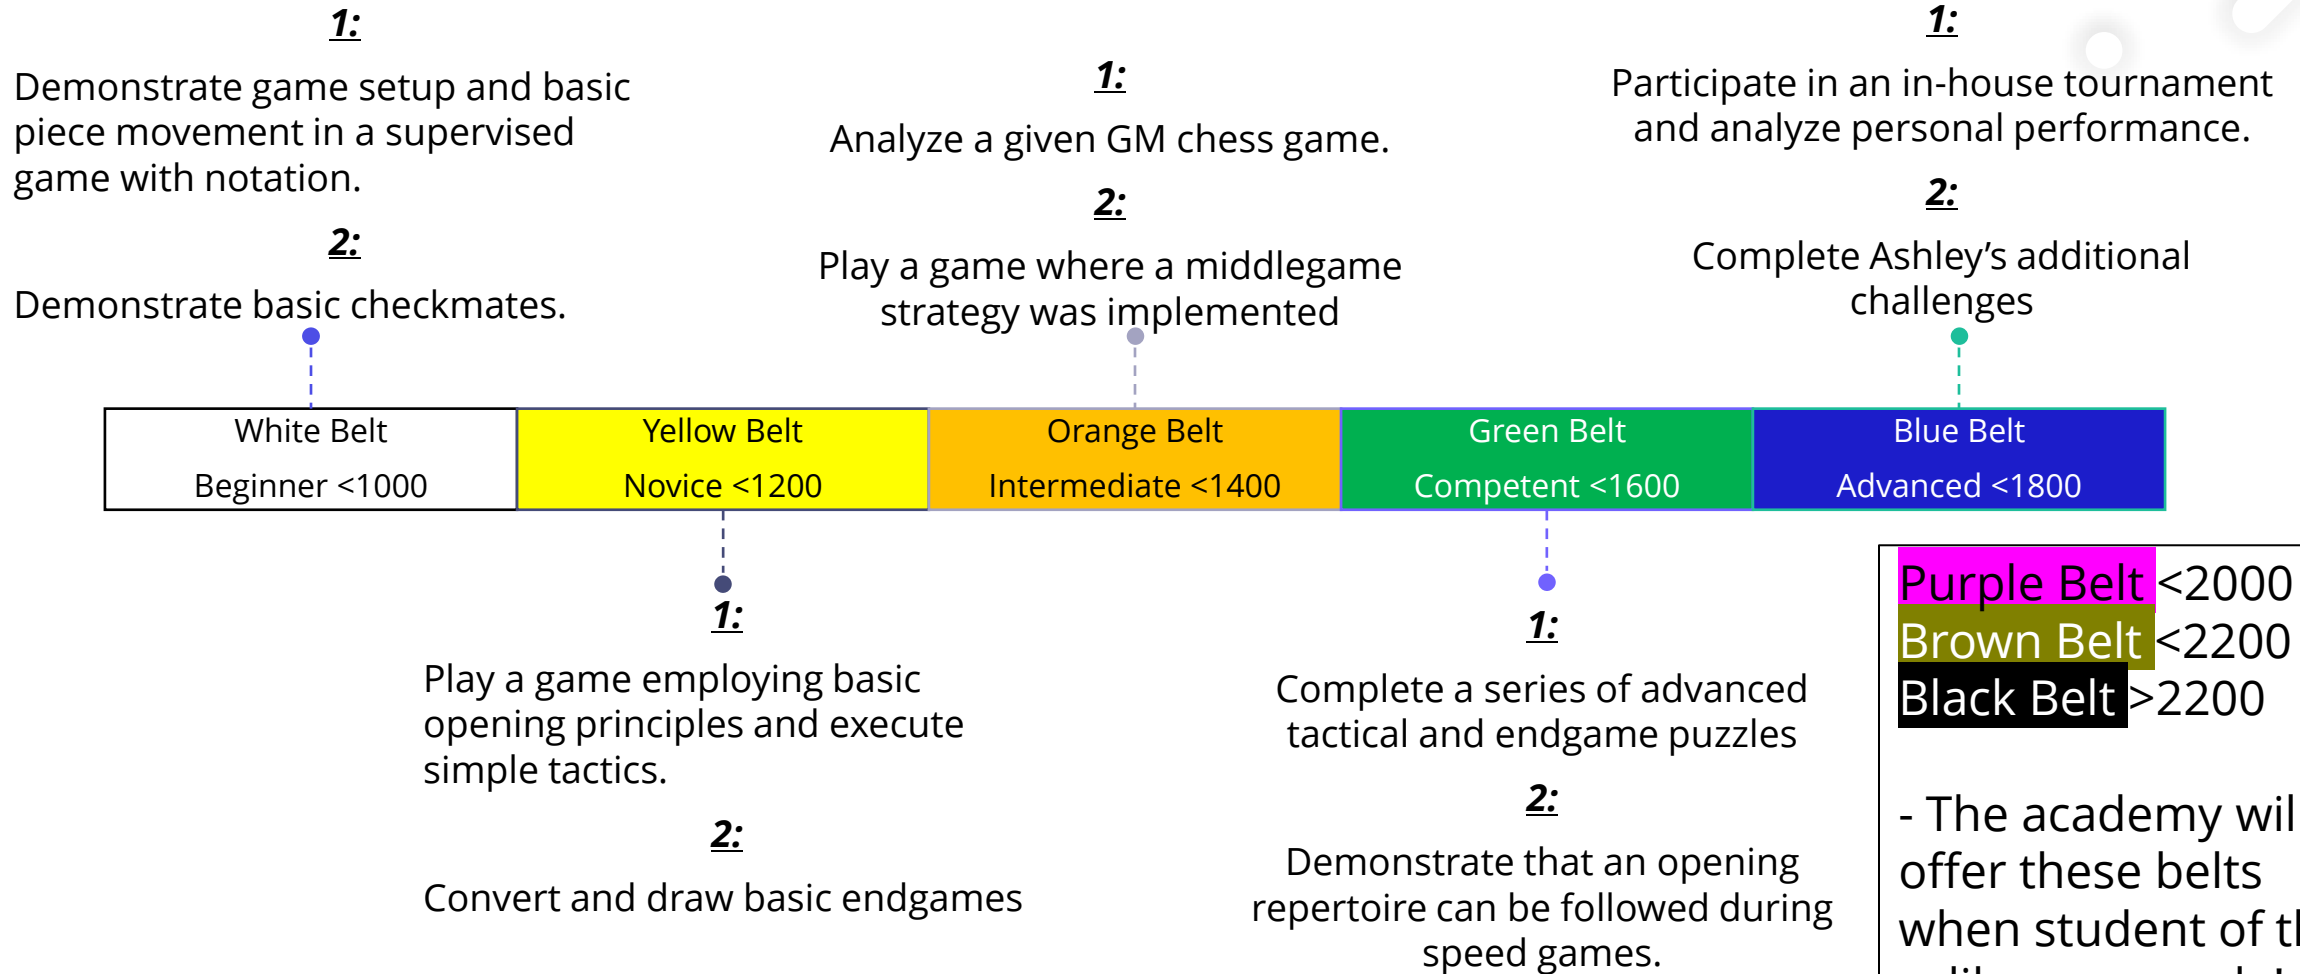 1:
Demonstrate game setup and basic
piece movement in a supervised
game with notation.
2:
Demonstrate basic checkmates.
1:
Analyze a given GM chess game.
2:
Play a game where a middlegame
strategy was implemented
1:
Participate in an in-house tournament
and analyze personal performance.
2:
Complete Ashley’s additional
challenges
White Belt
Beginner <1000
Yellow Belt
Novice <1200
Orange Belt
Intermediate <1400
Green Belt
Competent <1600
Blue Belt
Advanced <1800
1:
Play a game employing basic
opening principles and execute
simple tactics.
2:
Convert and draw basic endgames
1:
Complete a series of advanced
tactical and endgame puzzles
2:
Demonstrate that an opening
repertoire can be followed during
speed games.
Purple Belt <2000
Brown Belt <2200
Black Belt >2200
- The academy wil
offer these belts
when student of